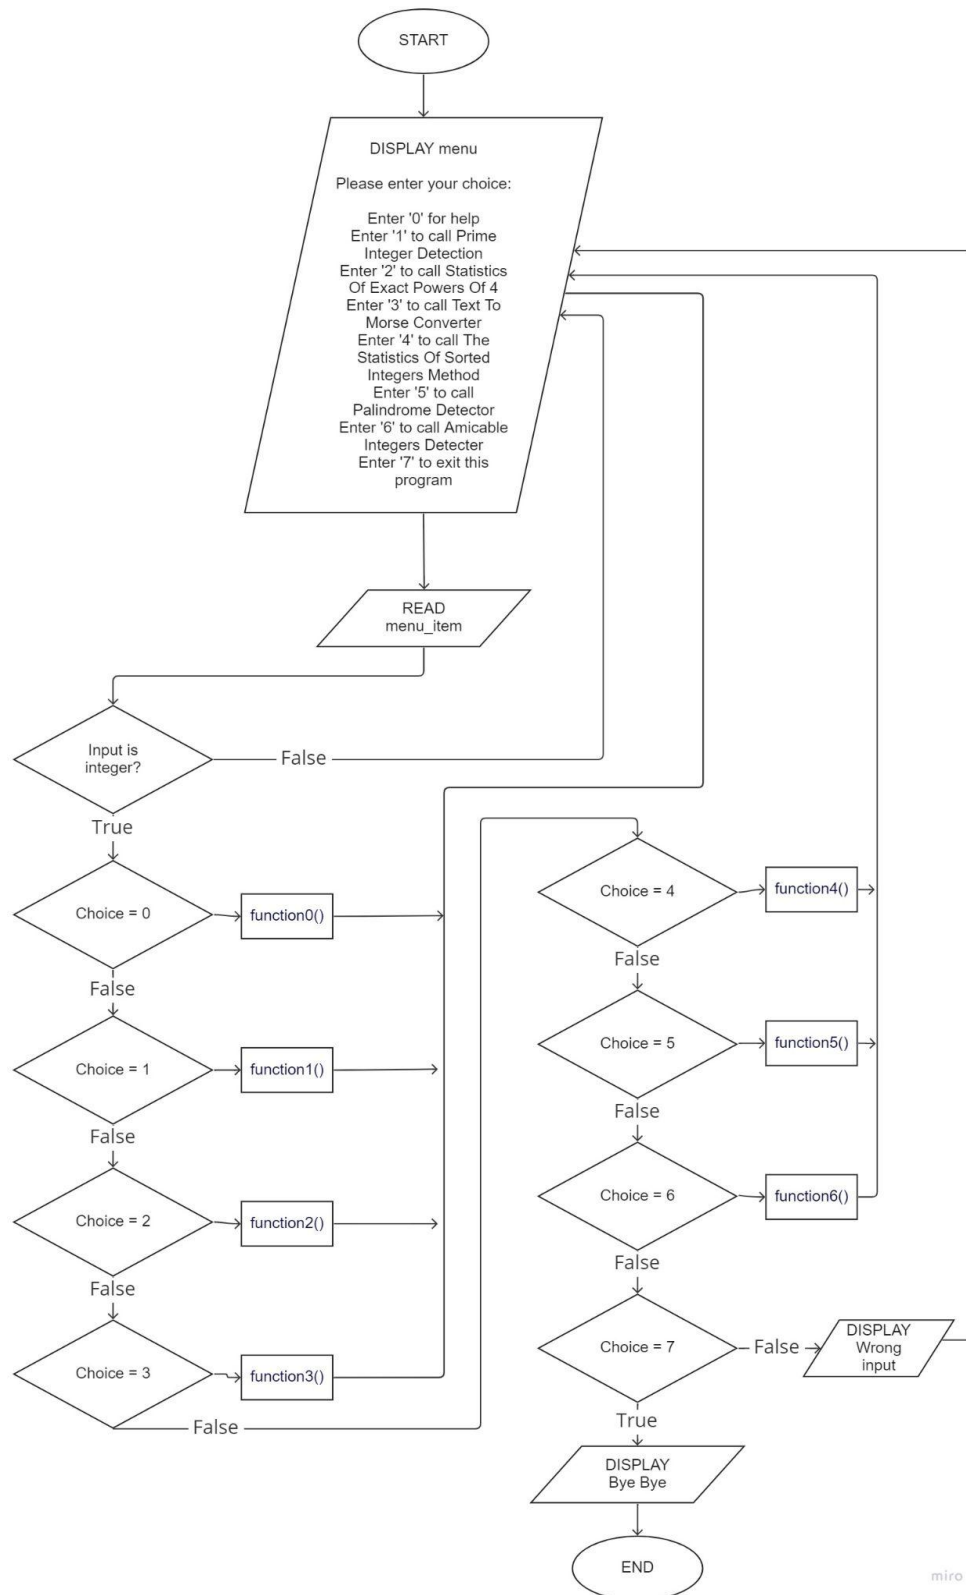 START
DISPLAY menu
Please enter your choice:
Enter '0' for help
Enter '1' to call Prime
Integer Detection
Enter '2' to call Statistics
Of Exact Powers Of 4
Enter '3' to call Text To
Morse Converter
Enter '4' to call The
Statistics Of Sorted
Integers Method
Enter '5' to call
Palindrome Detector
Enter '6' to call Amicable
Integers Detecter
Enter '7' to exit this
program
READ
menu_item
Input is
integer?
False
True
Choice = 0
function0()
False
Choice = 1
function1()
False
Choice = 2
function2()
False
Choice = 3
function3()
False
Choice = 4
function4()
False
Choice = 5
function5()
False
Choice = 6
function6()
False
Choice = 7
False
DISPLAY
Wrong
input
True
DISPLAY
Bye Bye
END
miro